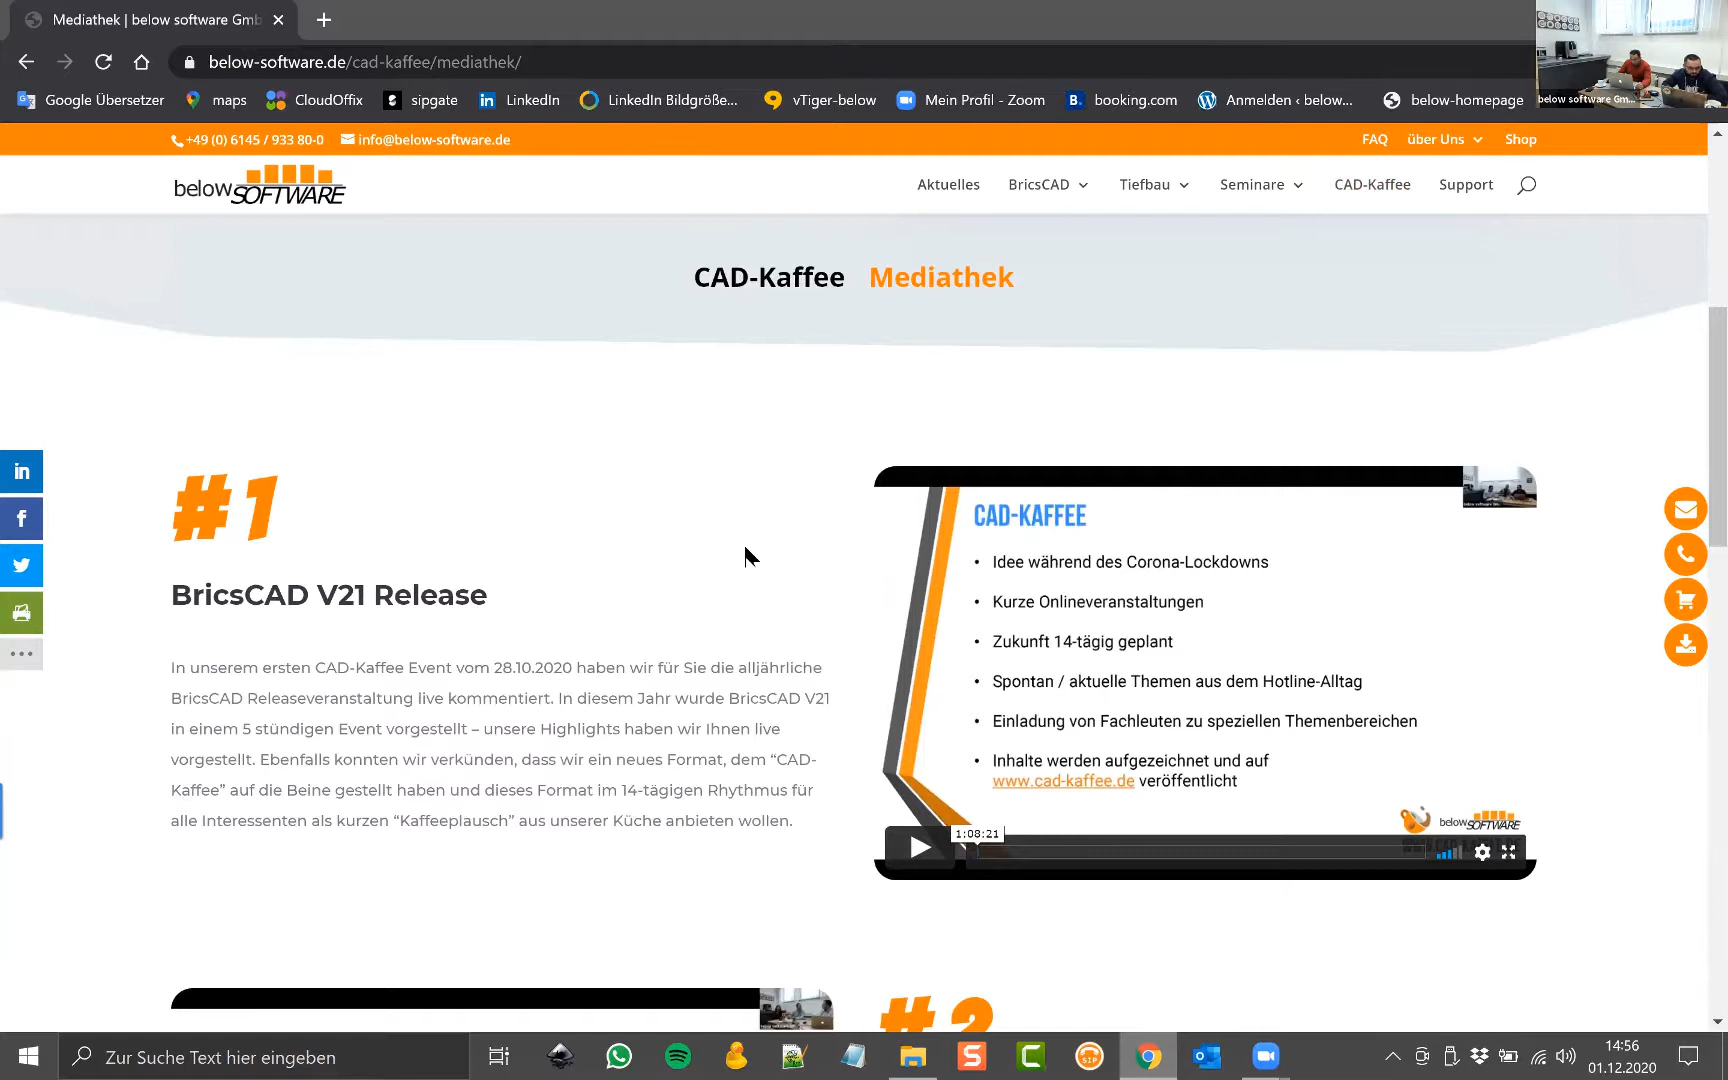 Mediathek | below software Gmb
below-software.de/cad-kaffee/mediathek/
Google Übersetzer maps CloudOffix sipgate LinkedIn LinkedIn Bildgröße... vTiger-below Mein Profil - Zoom booking.com Anmelden ‹ below... below-homepage
below software Gm...
+49 (0) 6145 / 933 80-0 info@below-software.de FAQ über Uns Shop
below SOFTWARE
Aktuelles BricsCAD Tiefbau Seminare CAD-Kaffee Support
CAD-Kaffee Mediathek
#1
BricsCAD V21 Release
In unserem ersten CAD-Kaffee Event vom 28.10.2020 haben wir für Sie die alljährliche
BricsCAD Releaseveranstaltung live kommentiert. In diesem Jahr wurde BricsCAD V21
in einem 5 stündigen Event vorgestellt – unsere Highlights haben wir Ihnen live
vorgestellt. Ebenfalls konnten wir verkünden, dass wir ein neues Format, dem “CAD-
Kaffee” auf die Beine gestellt haben und dieses Format im 14-tägigen Rhythmus für
alle Interessenten als kurzen “Kaffeeplausch” aus unserer Küche anbieten wollen.
CAD-KAFFEE
• Idee während des Corona-Lockdowns
• Kurze Onlineveranstaltungen
• Zukunft 14-tägig geplant
• Spontan / aktuelle Themen aus dem Hotline-Alltag
• Einladung von Fachleuten zu speziellen Themenbereichen
• Inhalte werden aufgezeichnet und auf
www.cad-kaffee.de veröffentlicht
below SOFTWARE
1:08:21
#2
Zur Suche Text hier eingeben
14:56
01.12.2020